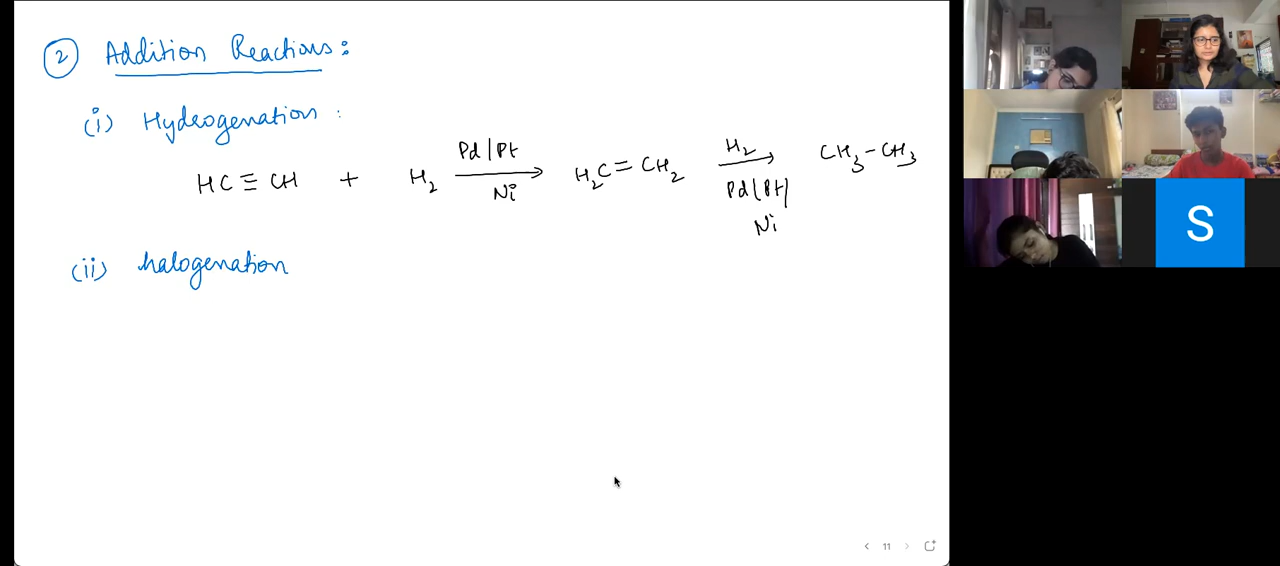 ② Addition Reactions:
(i) Hydrogenation:
HC≡CH + H₂ Pd/Pt → Ni H₂C=CH₂ H₂ → Pd/Pt/ Ni CH₃-CH₃
(ii) halogenation
S
11